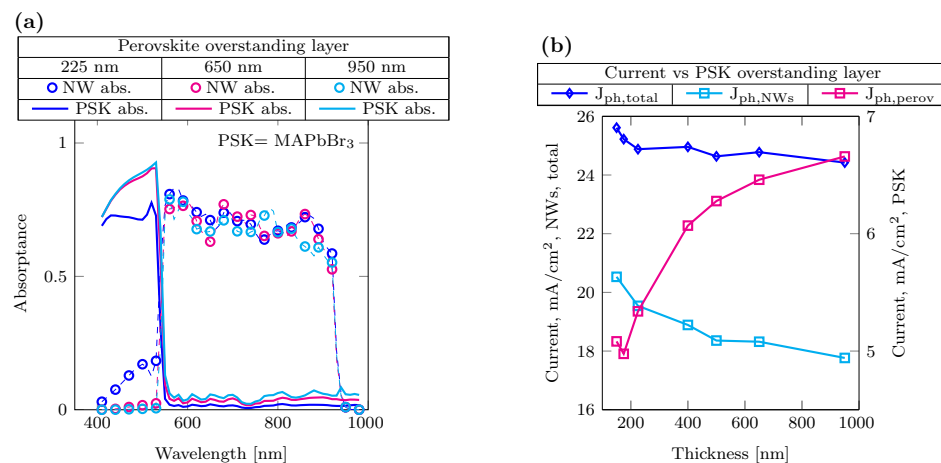 (a)
Perovskite overstanding layer
225 nm 650 nm 950 nm
NW abs. NW abs. NW abs.
PSK abs. PSK abs. PSK abs.
PSK= MAPbBr3
1
0.5
0
400 600 800 1000
Wavelength [nm]
Absorptance
(b)
Current vs PSK overstanding layer
Jph,total Jph,NWs Jph,perov
26
24
22
20
18
16
7
6
5
200 400 600 800 1000
Thickness [nm]
Current, mA/cm2, NWs, total
Current, mA/cm2, PSK